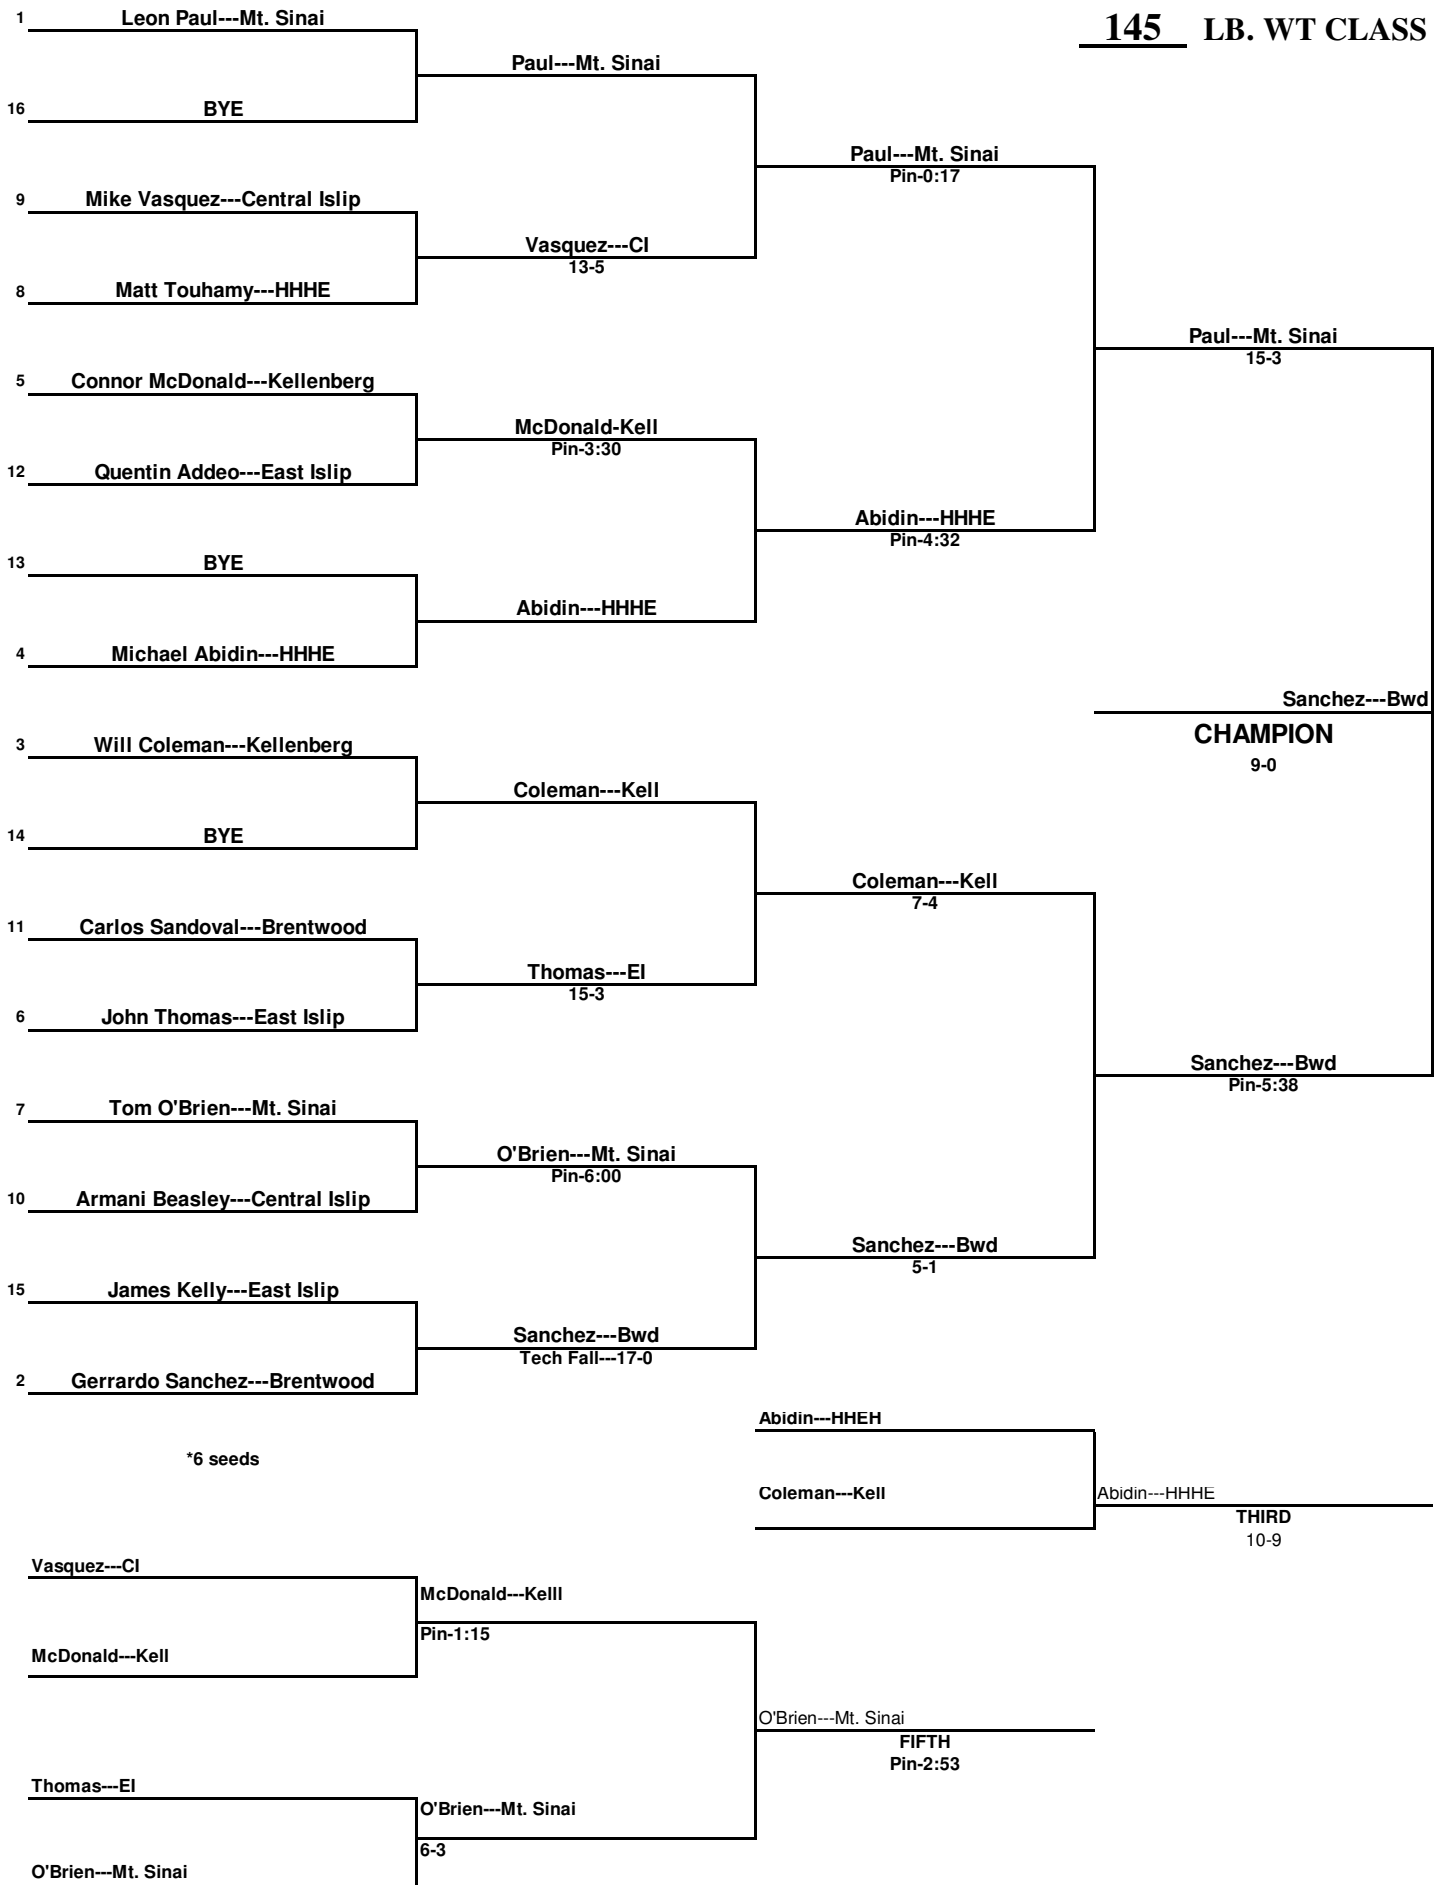 145 LB. WT CLASS
1 Leon Paul---Mt. Sinai
Paul---Mt. Sinai
16 BYE
Paul---Mt. Sinai
Pin-0:17
9 Mike Vasquez---Central Islip
Vasquez---CI
13-5
8 Matt Touhamy---HHHE
Paul---Mt. Sinai
15-3
5 Connor McDonald---Kellenberg
McDonald-Kell
Pin-3:30
12 Quentin Addeo---East Islip
Abidin---HHHE
Pin-4:32
13 BYE
Abidin---HHHE
4 Michael Abidin---HHHE
Sanchez---Bwd
CHAMPION
9-0
3 Will Coleman---Kellenberg
Coleman---Kell
14 BYE
Coleman---Kell
7-4
11 Carlos Sandoval---Brentwood
Thomas---EI
15-3
6 John Thomas---East Islip
Sanchez---Bwd
Pin-5:38
7 Tom O'Brien---Mt. Sinai
O'Brien---Mt. Sinai
Pin-6:00
10 Armani Beasley---Central Islip
Sanchez---Bwd
5-1
15 James Kelly---East Islip
Sanchez---Bwd
Tech Fall---17-0
2 Gerrardo Sanchez---Brentwood
Abidin---HHEH
*6 seeds
Coleman---Kell
Abidin---HHHE
THIRD
10-9
Vasquez---CI
McDonald---Kelll
Pin-1:15
McDonald---Kell
O'Brien---Mt. Sinai
FIFTH
Pin-2:53
Thomas---EI
O'Brien---Mt. Sinai
6-3
O'Brien---Mt. Sinai